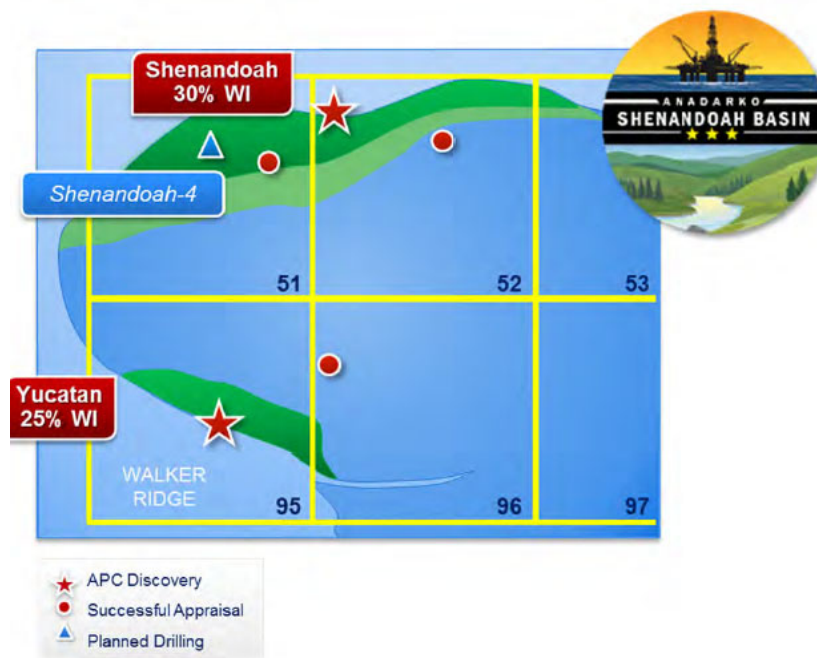 Shenandoah
30% WI
ANADARKO
SHENANDOAH BASIN
Shenandoah-4
51
52
53
Yucatan
25% WI
WALKER
RIDGE
95
96
97
APC Discovery
Successful Appraisal
Planned Drilling